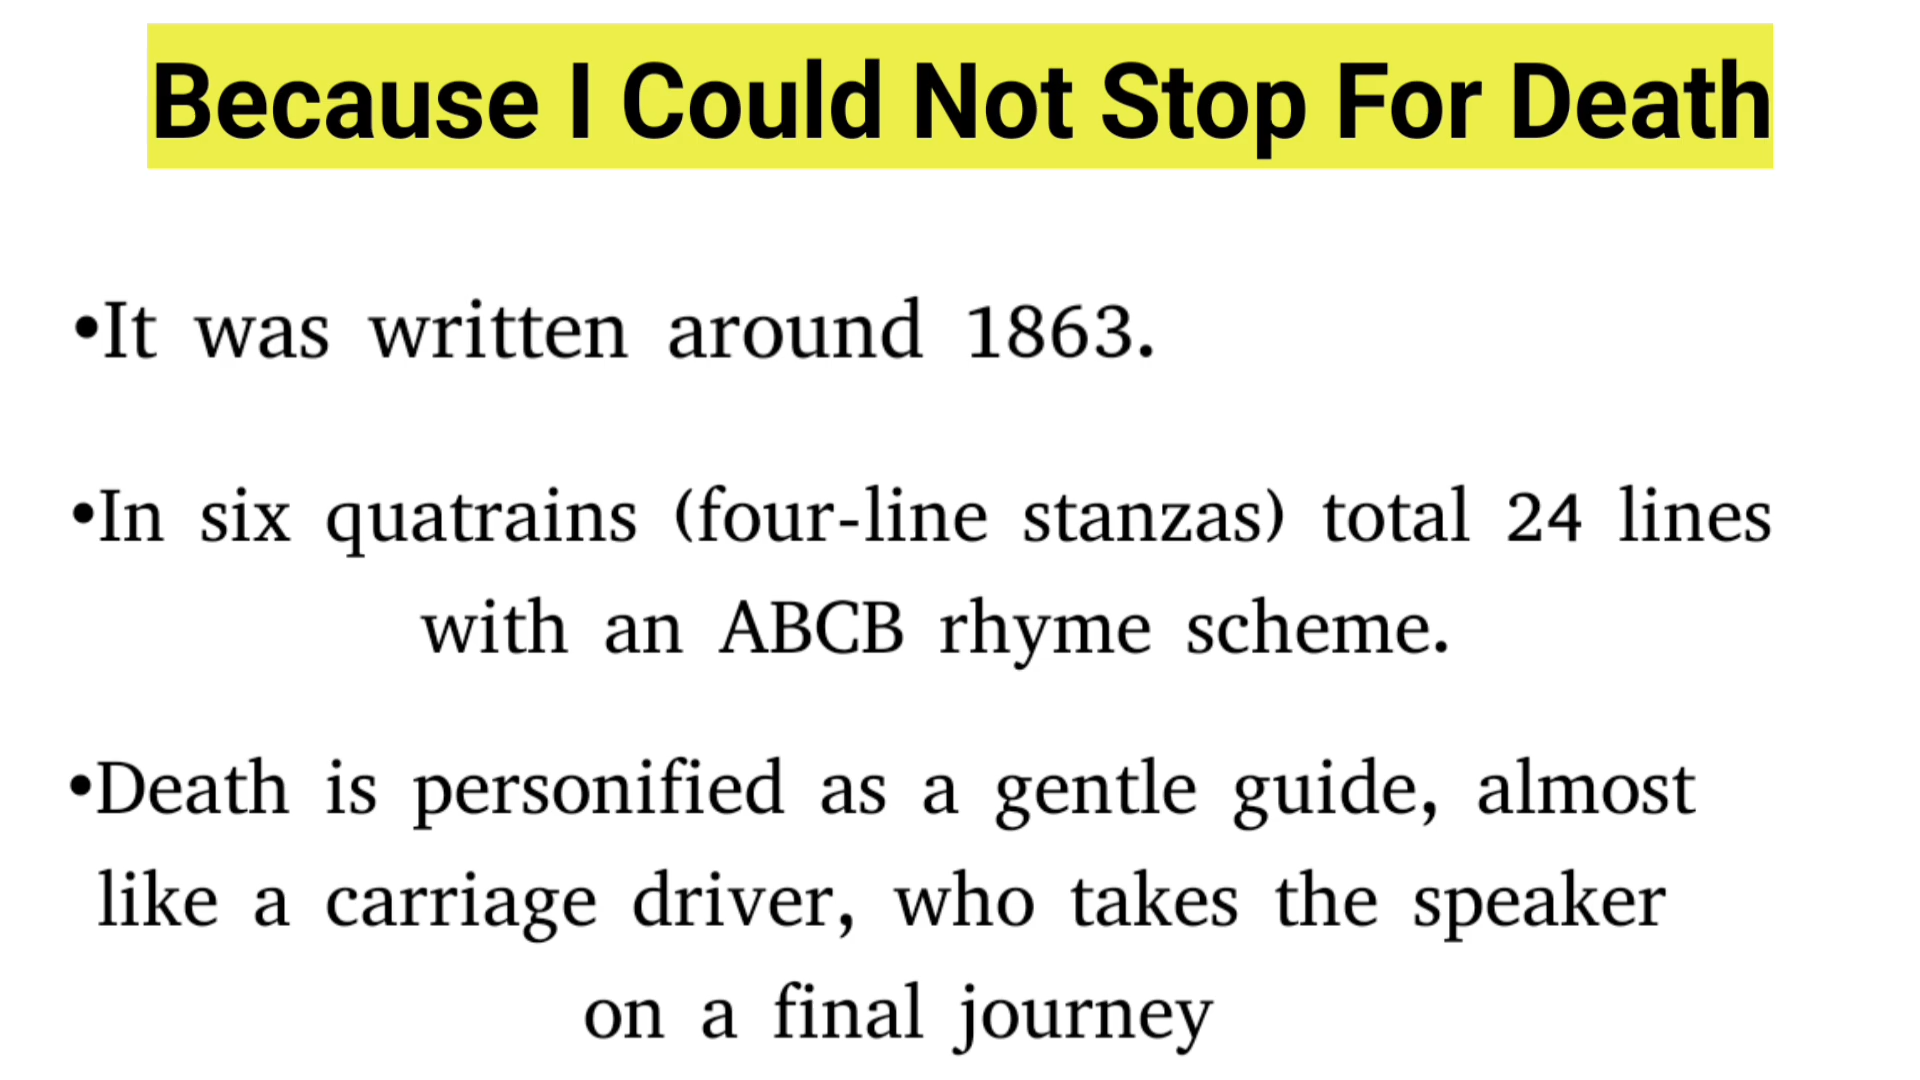 Because I Could Not Stop For Death
•It was written around 1863.
•In six quatrains (four-line stanzas) total 24 lines
with an ABCB rhyme scheme.
•Death is personified as a gentle guide, almost
like a carriage driver, who takes the speaker
on a final journey